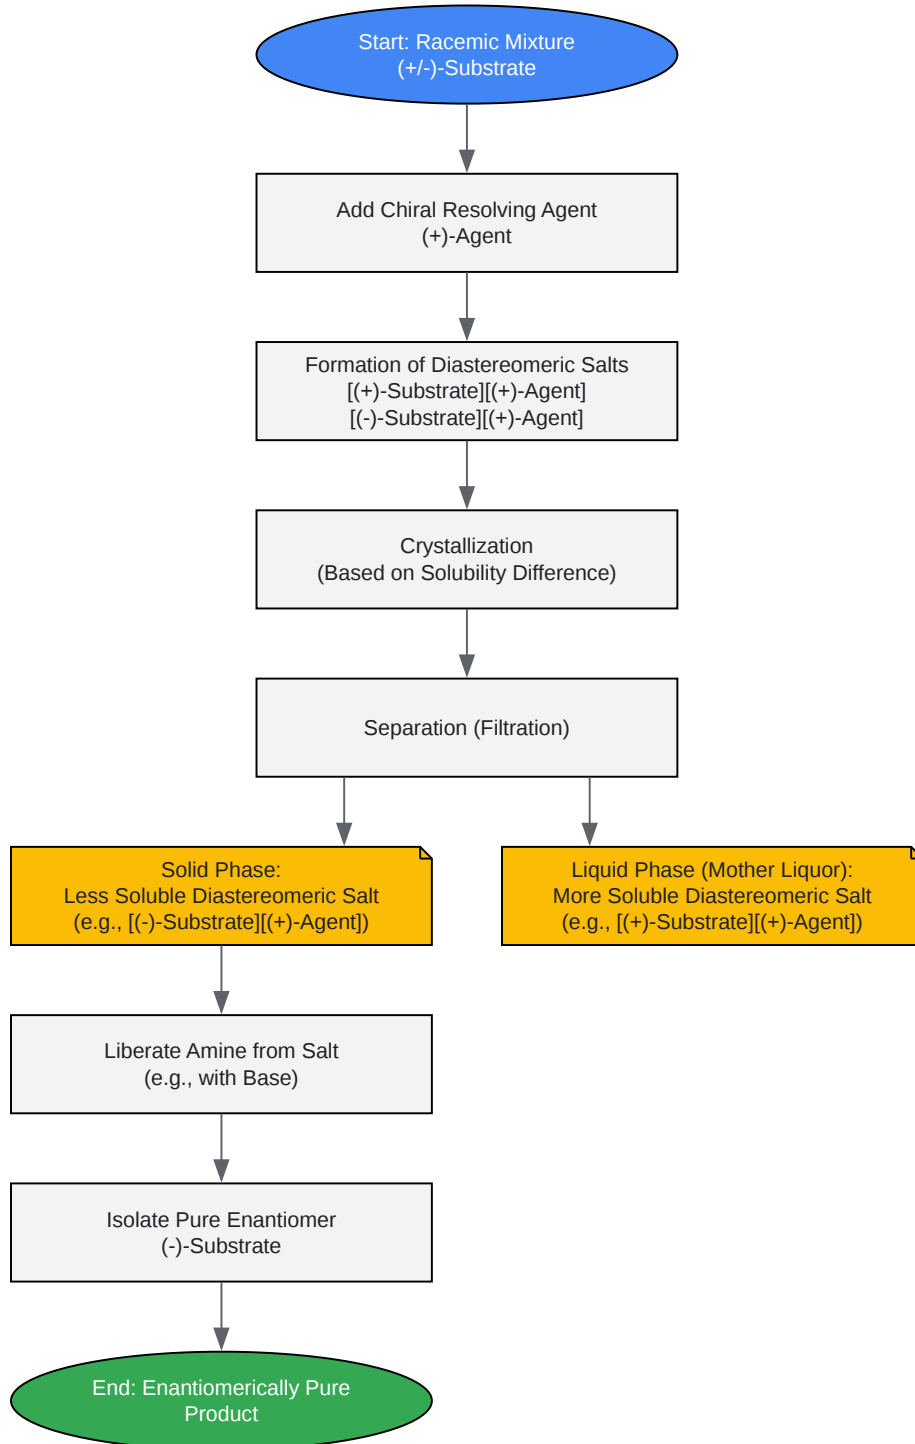 Start: Racemic Mixture
(+/-)-Substrate
Add Chiral Resolving Agent
(+)-Agent
Formation of Diastereomeric Salts
[(+)-Substrate][(+)-Agent]
[(-)-Substrate][(+)-Agent]
Crystallization
(Based on Solubility Difference)
Separation (Filtration)
Solid Phase:
Less Soluble Diastereomeric Salt
(e.g., [(-)-Substrate][(+)-Agent])
Liquid Phase (Mother Liquor):
More Soluble Diastereomeric Salt
(e.g., [(+)-Substrate][(+)-Agent])
Liberate Amine from Salt
(e.g., with Base)
Isolate Pure Enantiomer
(-)-Substrate
End: Enantiomerically Pure
Product